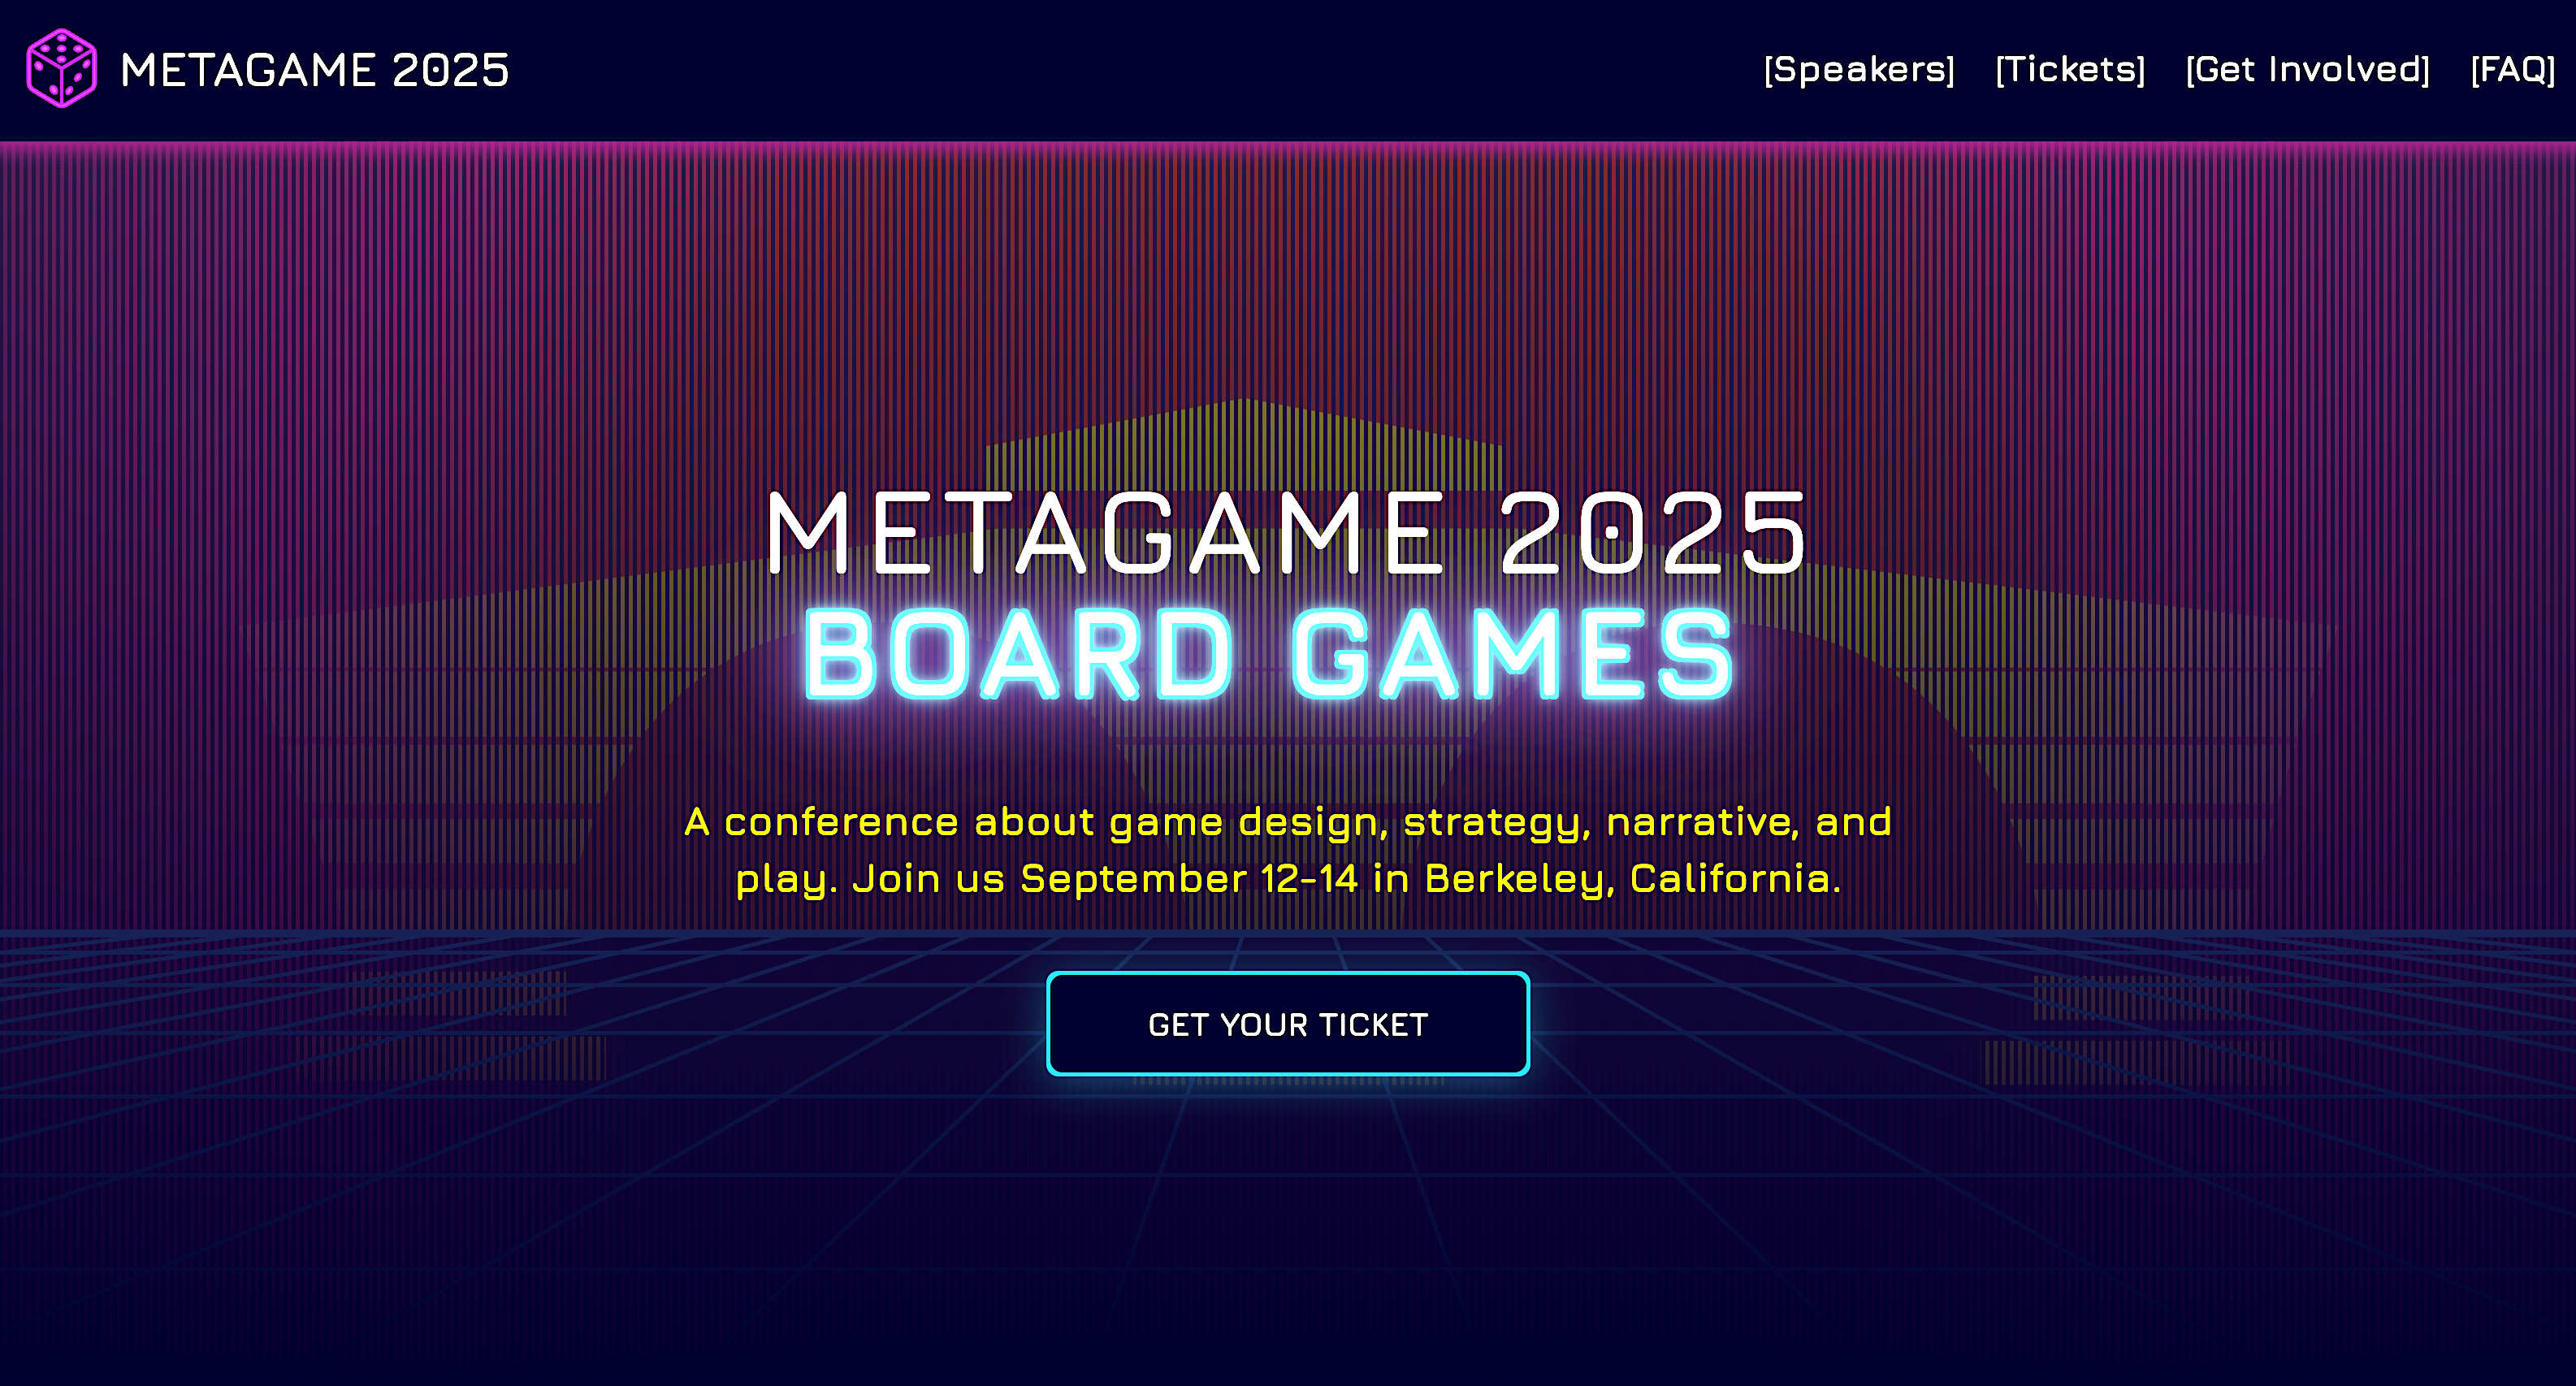 METAGAME 2025
[Speakers] [Tickets] [Get Involved] [FAQ]
METAGAME 2025
BOARD GAMES
A conference about game design, strategy, narrative, and
play. Join us September 12-14 in Berkeley, California.
GET YOUR TICKET